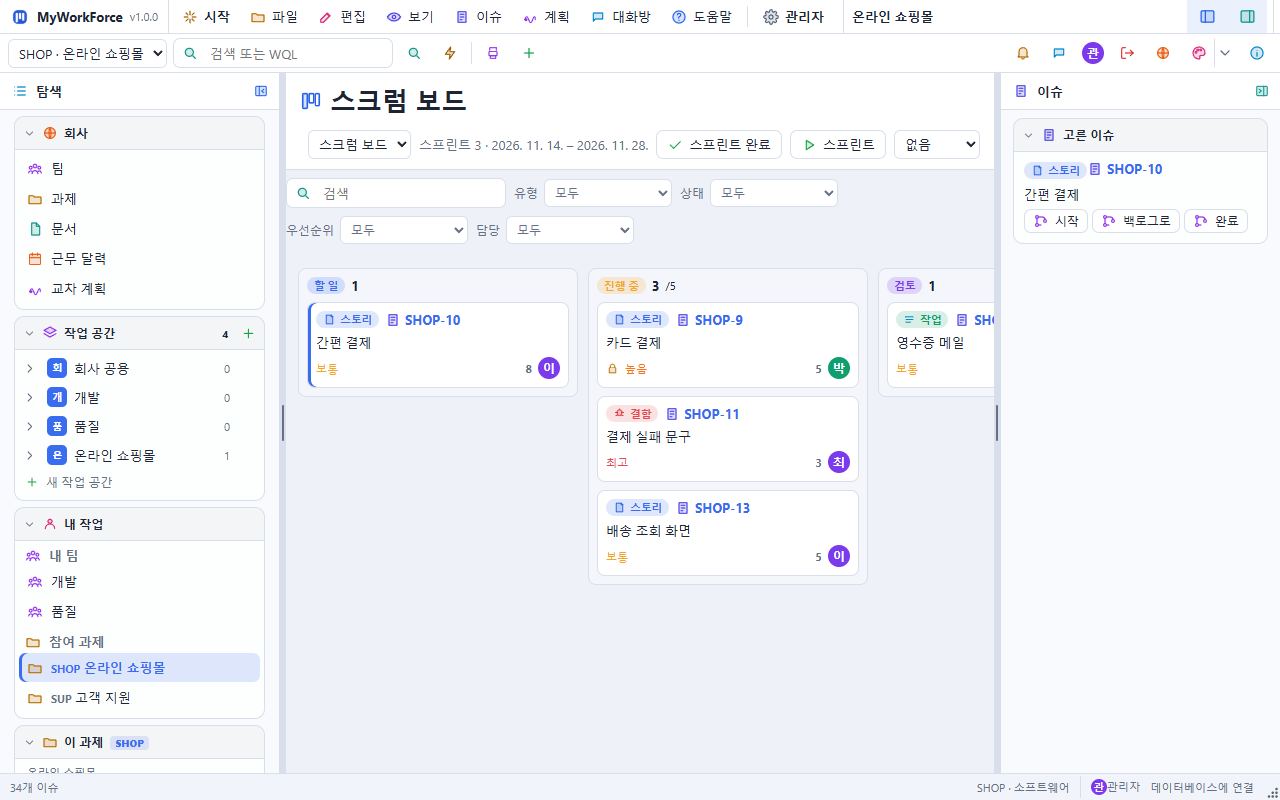 MyWorkForce v1.0.0 시작 파일 편집 보기 이슈 계획 대화방 도움말 관리자 온라인 쇼핑몰
SHOP · 온라인 쇼핑몰 검색 또는 WQL 관
탐색
회사
팀
과제
문서
근무 달력
교차 계획
작업 공간 4
회 회사 공용 0
개 개발 0
품 품질 0
온 온라인 쇼핑몰 1
새 작업 공간
내 작업
내 팀
개발
품질
참여 과제
SHOP 온라인 쇼핑몰
SUP 고객 지원
이 과제 SHOP
스크럼 보드
스크럼 보드 스프린트 3 · 2026. 11. 14. – 2026. 11. 28. 스프린트 완료 스프린트 없음
검색 유형 모두 상태 모두
우선순위 모두 담당 모두
할 일 1
스토리 SHOP-10
간편 결제
보통 8 이
진행 중 3 /5
스토리 SHOP-9
카드 결제
높음 5 박
결함 SHOP-11
결제 실패 문구
최고 3 최
스토리 SHOP-13
배송 조회 화면
보통 5 이
검토 1
작업
영수증 메일
보통
이슈
고른 이슈
스토리 SHOP-10
간편 결제
시작 백로그로 완료
34개 이슈 SHOP · 소프트웨어 관 관리자 데이터베이스에 연결